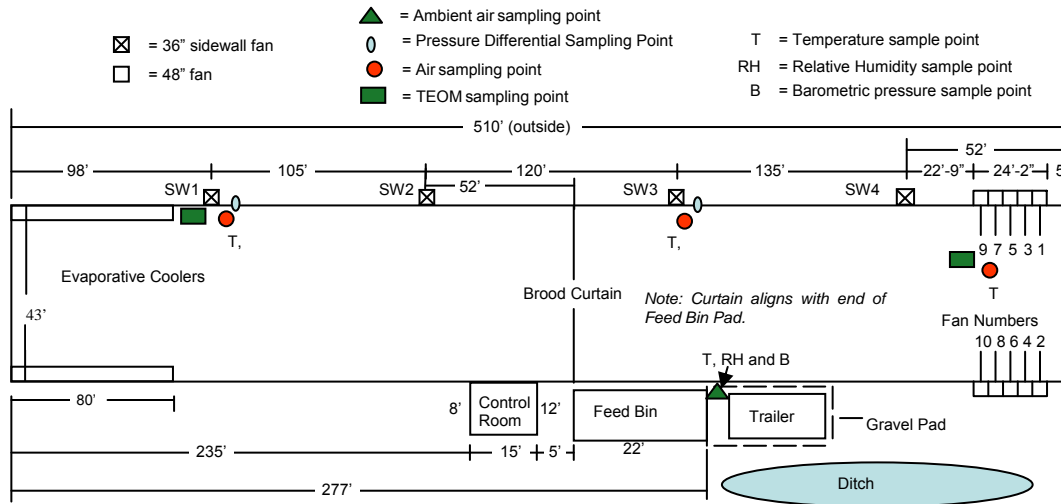 = Ambient air sampling point
= 36” sidewall fan
= Pressure Differential Sampling Point
T = Temperature sample point
= 48” fan
= Air sampling point
RH = Relative Humidity sample point
= TEOM sampling point
B = Barometric pressure sample point
510’ (outside)
52’
98’
105’
120’
135’
22’-9”
24’-2”
5
SW1
SW2
52’
SW3
SW4
T,
T,
9 7 5 3 1
T
Evaporative Coolers
Brood Curtain
Note: Curtain aligns with end of
Feed Bin Pad.
43’
Fan Numbers
10 8 6 4 2
T, RH and B
80’
8’
Control
Room
12’
Feed Bin
Trailer
Gravel Pad
235’
15’
5’
22’
277’
Ditch